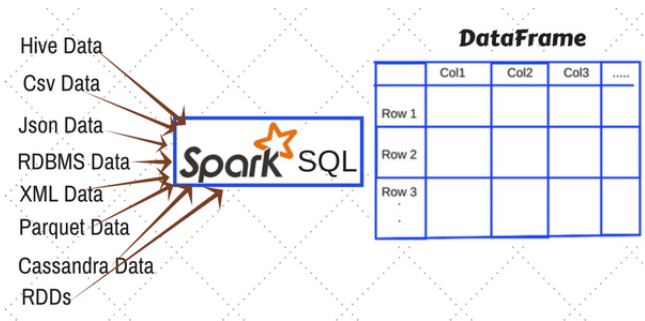 Hive Data
Csv Data
Json Data
RDBMS Data
XML Data
Parquet Data
Cassandra Data
RDDs
Spark SQL
DataFrame
Col1 Col2 Col3 .....
Row 1
Row 2
Row 3
.
.